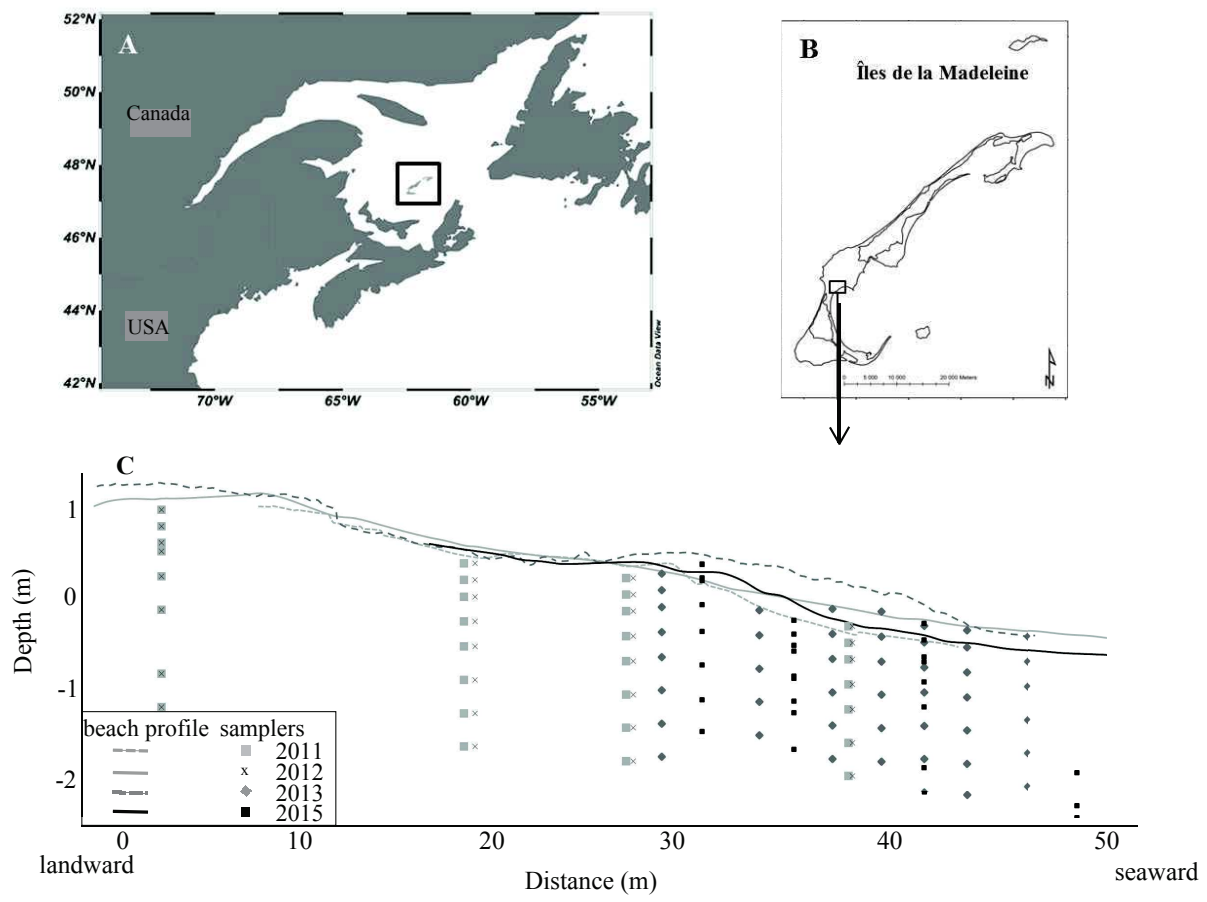 A
52°N
50°N
48°N
46°N
44°N
42°N
Canada
USA
70°W 65°W 60°W 55°W
Ocean Data View
B
Îles de la Madeleine
0 5 000 10 000 20 000 Meters
N
C
Depth (m)
1
0
-1
-2
beach profile samplers
2011
x 2012
2013
2015
0 10 20 30 40 50
landward seaward
Distance (m)